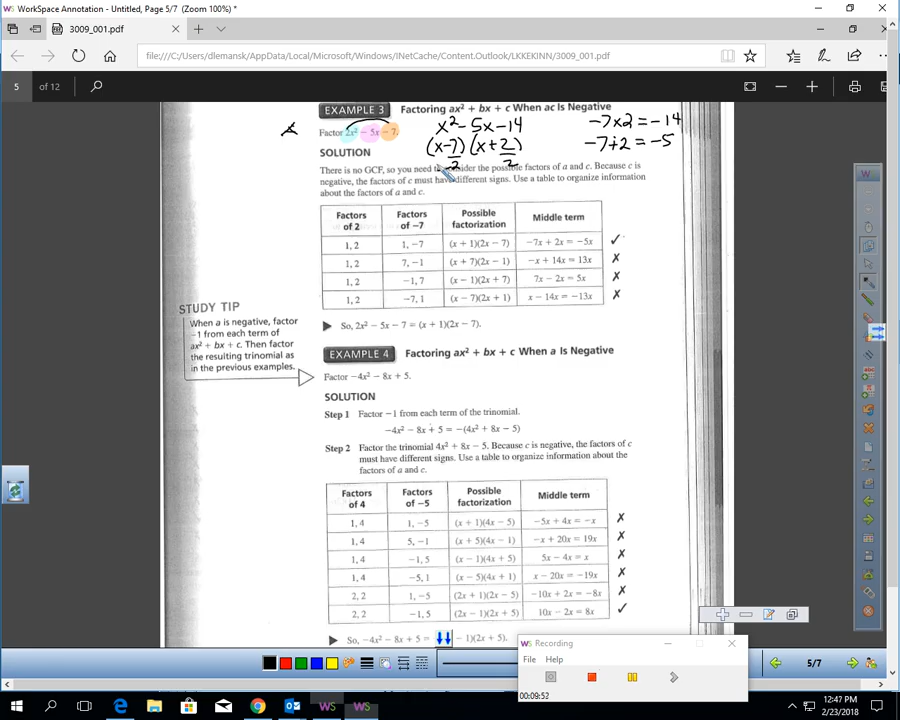 WorkSpace Annotation, Page 5/7 (Zoom 100%) *
3009_001.pdf
file:///C:/Users/dlemansk/AppData/Local/Microsoft/Windows/INetCache/Content.Outlook/LKKEKINN/3009_001.pdf
5 of 12
EXAMPLE 3 Factoring ax² + bx + c When ac Is Negative
Factor 2x² − 5x − 7.
x² − 5x − 14
−7 x 2 = −14
(x − 7) (x + 2)
−7 + 2 = −5
2 2
SOLUTION
There is no GCF, so you need to consider the possible factors of a and c. Because c is
negative, the factors of c must have different signs. Use a table to organize information
about the factors of a and c.
Factors of 2 Factors of −7 Possible factorization Middle term
1, 2 1, −7 (x + 1)(2x − 7) −7x + 2x = −5x ✓
1, 2 7, −1 (x + 7)(2x − 1) −x + 14x = 13x ✗
1, 2 −1, 7 (x − 1)(2x + 7) 7x − 2x = 5x ✗
1, 2 −7, 1 (x − 7)(2x + 1) x − 14x = −13x ✗
So, 2x² − 5x − 7 = (x + 1)(2x − 7).
STUDY TIP
When a is negative, factor
−1 from each term of
ax² + bx + c. Then factor
the resulting trinomial as
in the previous examples.
EXAMPLE 4 Factoring ax² + bx + c When a Is Negative
Factor −4x² − 8x + 5.
SOLUTION
Step 1 Factor −1 from each term of the trinomial.
−4x² − 8x + 5 = −(4x² + 8x − 5)
Step 2 Factor the trinomial 4x² + 8x − 5. Because c is negative, the factors of c
must have different signs. Use a table to organize information about the
factors of a and c.
Factors of 4 Factors of −5 Possible factorization Middle term
1, 4 1, −5 (x + 1)(4x − 5) −5x + 4x = −x ✗
1, 4 5, −1 (x + 5)(4x − 1) −x + 20x = 19x ✗
1, 4 −1, 5 (x − 1)(4x + 5) 5x − 4x = x ✗
1, 4 −5, 1 (x − 5)(4x + 1) x − 20x = −19x ✗
2, 2 1, −5 (2x + 1)(2x − 5) −10x + 2x = −8x ✗
2, 2 −1, 5 (2x − 1)(2x + 5) 10x − 2x = 8x ✓
So, −4x² − 8x + 5 = − 1)(2x + 5).
Recording
File Help
00:09:52
5/7
12:47 PM
2/23/2018